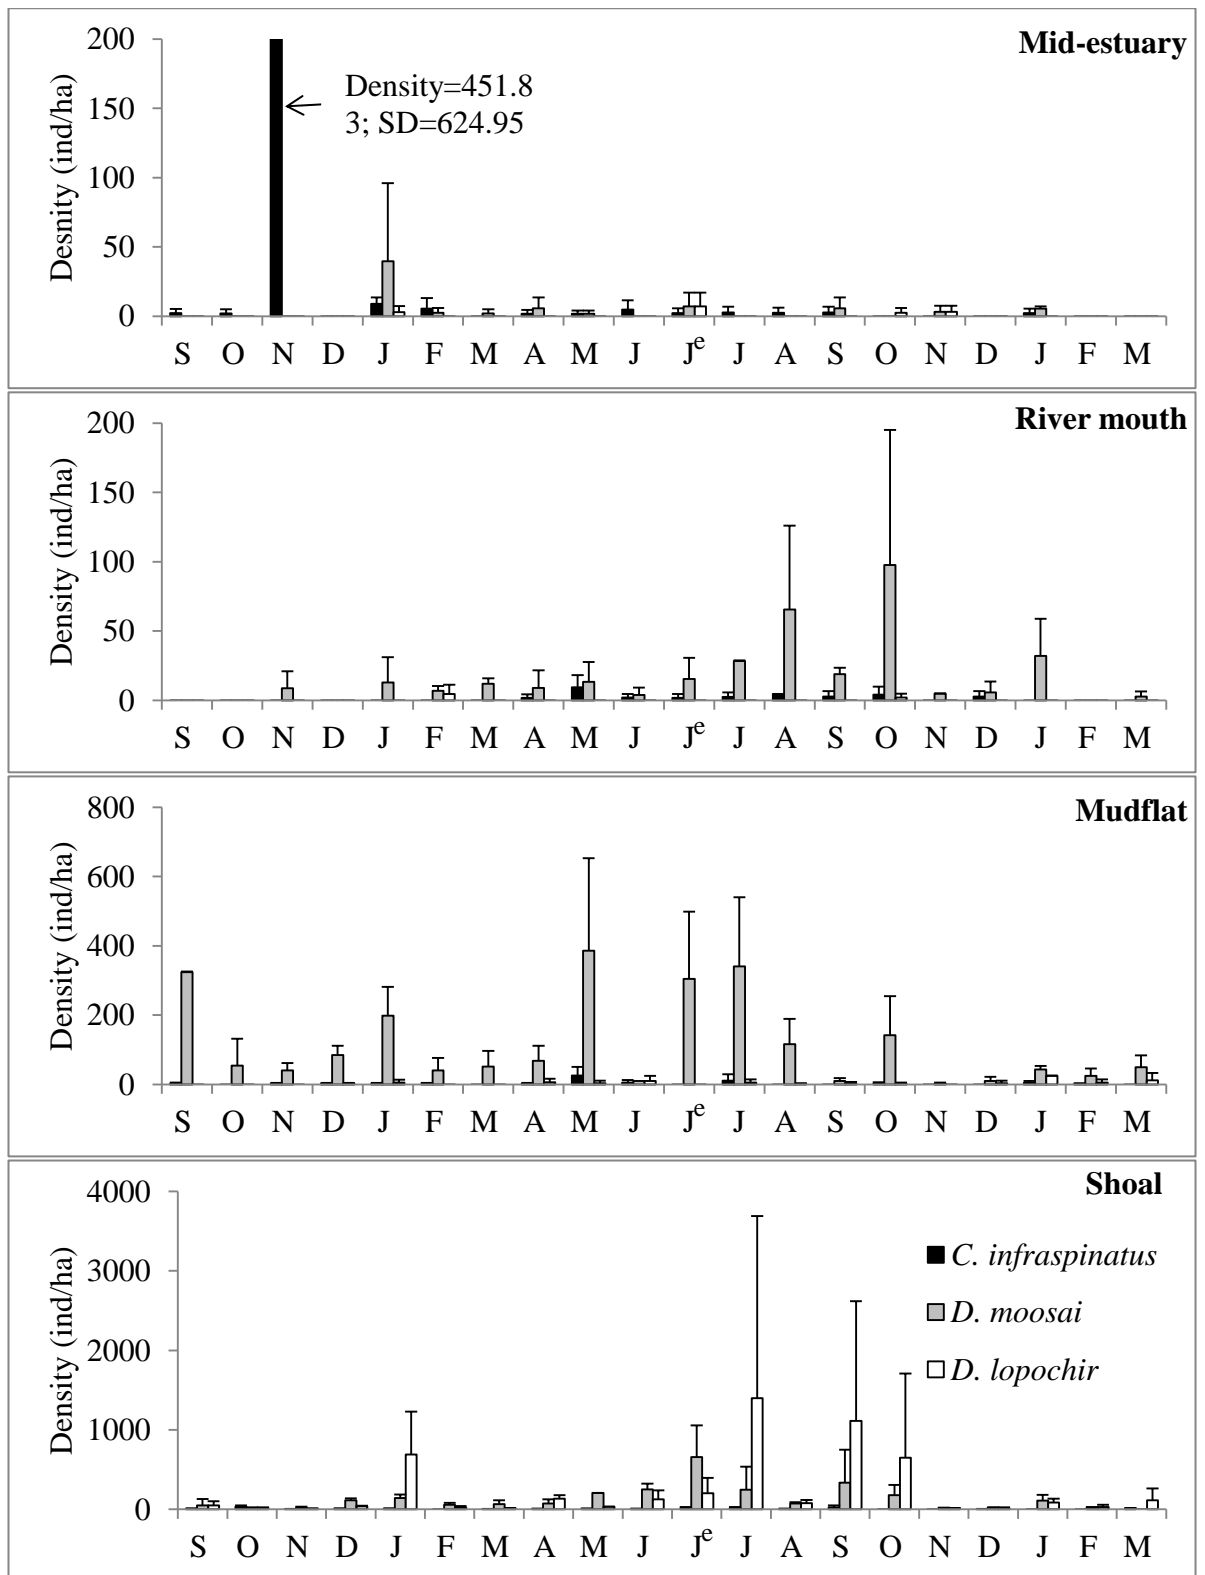 Mid-estuary
200
150
100
50
0
Desnity (ind/ha)
Density=451.8
3; SD=624.95
S O N D J F M A M J Je J A S O N D J F M
River mouth
200
150
100
50
0
Density (ind/ha)
S O N D J F M A M J Je J A S O N D J F M
Mudflat
800
600
400
200
0
Density (ind/ha)
S O N D J F M A M J Je J A S O N D J F M
Shoal
4000
3000
2000
1000
0
Density (ind/ha)
C. infraspinatus
D. moosai
D. lopochir
S O N D J F M A M J Je J A S O N D J F M